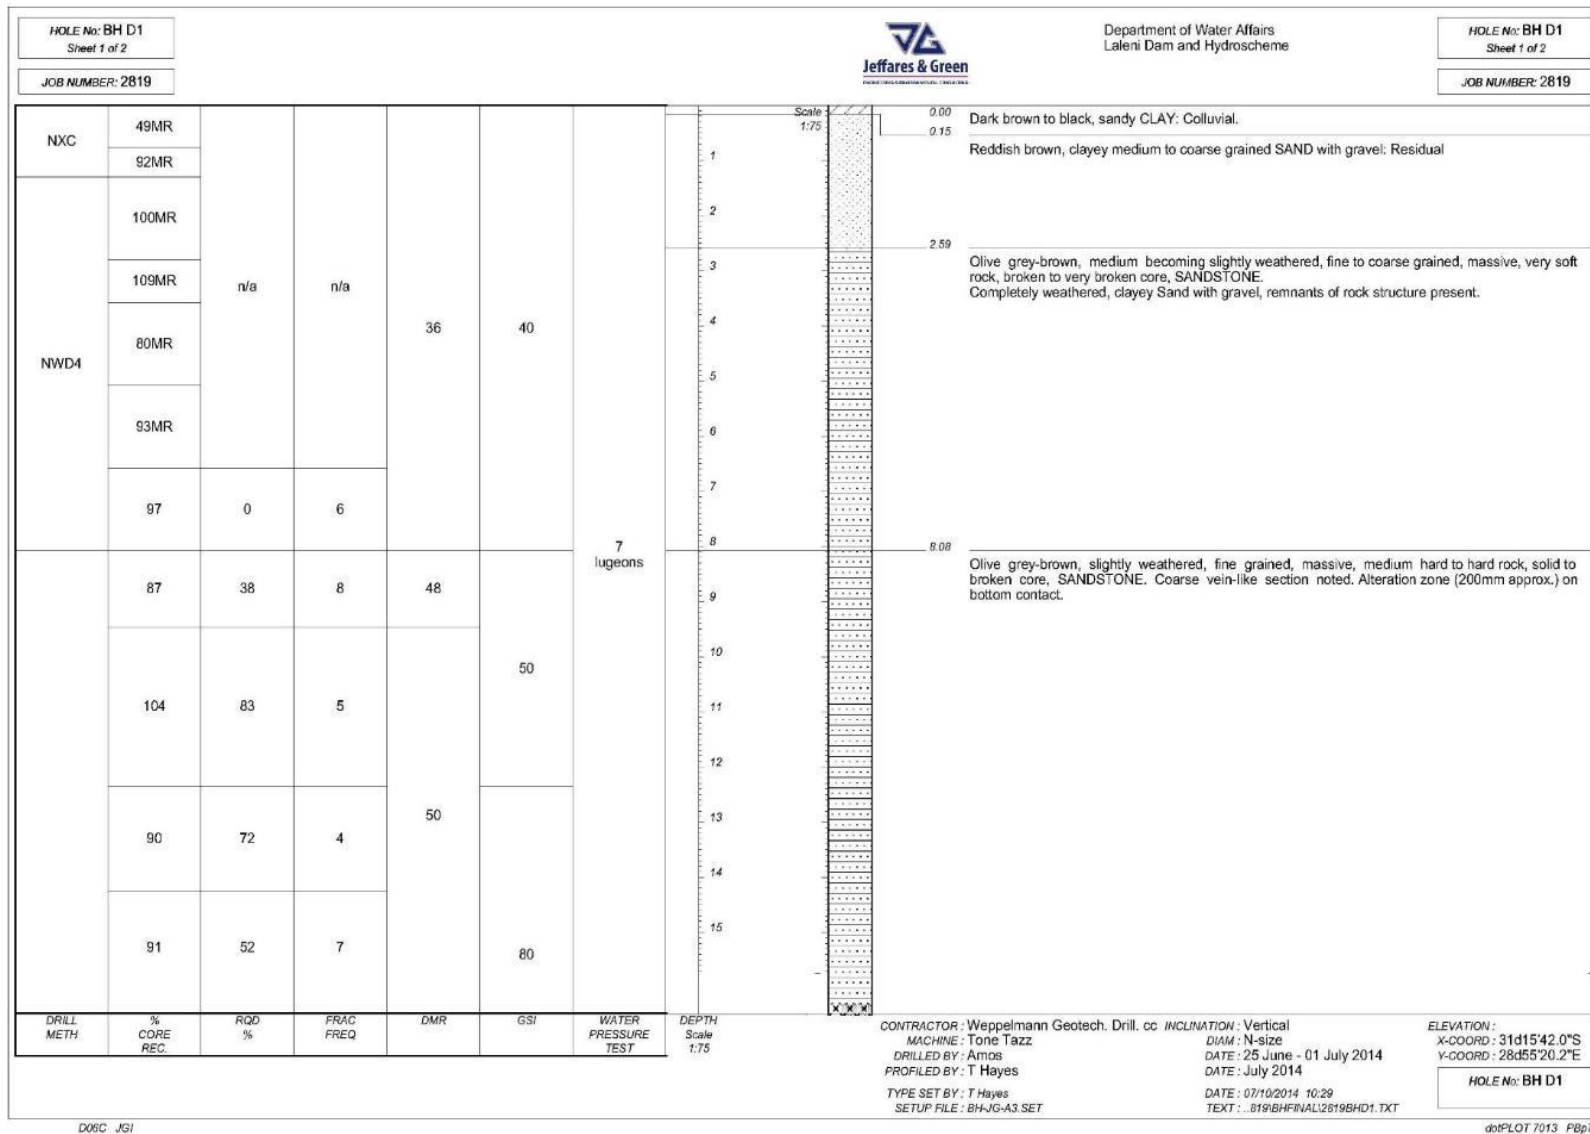 HOLE No: BH D1
Sheet 1 of 2
JOB NUMBER: 2819
Jeffares & Green
Department of Water Affairs
Laleni Dam and Hydroscheme
HOLE No: BH D1
Sheet 1 of 2
JOB NUMBER: 2819
NXC
NWD4
49MR
92MR
100MR
109MR
80MR
93MR
97
87
104
90
91
n/a
0
38
83
72
52
n/a
6
8
5
4
7
36
48
50
40
50
80
7
lugeons
1
2
3
4
5
6
7
8
9
10
11
12
13
14
15
Scale
1:75
0.00
Dark brown to black, sandy CLAY: Colluvial.
0.15
Reddish brown, clayey medium to coarse grained SAND with gravel: Residual
2.59
Olive grey-brown, medium becoming slightly weathered, fine to coarse grained, massive, very soft
rock, broken to very broken core, SANDSTONE.
Completely weathered, clayey Sand with gravel, remnants of rock structure present.
8.08
Olive grey-brown, slightly weathered, fine grained, massive, medium hard to hard rock, solid to
broken core, SANDSTONE. Coarse vein-like section noted. Alteration zone (200mm approx.) on
bottom contact.
DRILL
METH
%
CORE
REC.
RQD
%
FRAC
FREQ
DMR
GSI
WATER
PRESSURE
TEST
DEPTH
Scale
1:75
CONTRACTOR : Weppelmann Geotech. Drill. cc
MACHINE : Tone Tazz
DRILLED BY : Amos
PROFILED BY : T Hayes
TYPE SET BY : T Hayes
SETUP FILE : BH-JG-A3.SET
INCLINATION : Vertical
DIAM : N-size
DATE : 25 June - 01 July 2014
DATE : July 2014
DATE : 07/10/2014 10:29
TEXT : ..819\BHFINAL\2819BHD1.TXT
ELEVATION :
X-COORD : 31d15'42.0"S
Y-COORD : 28d55'20.2"E
HOLE No: BH D1
D06C JGI
dotPLOT 7013